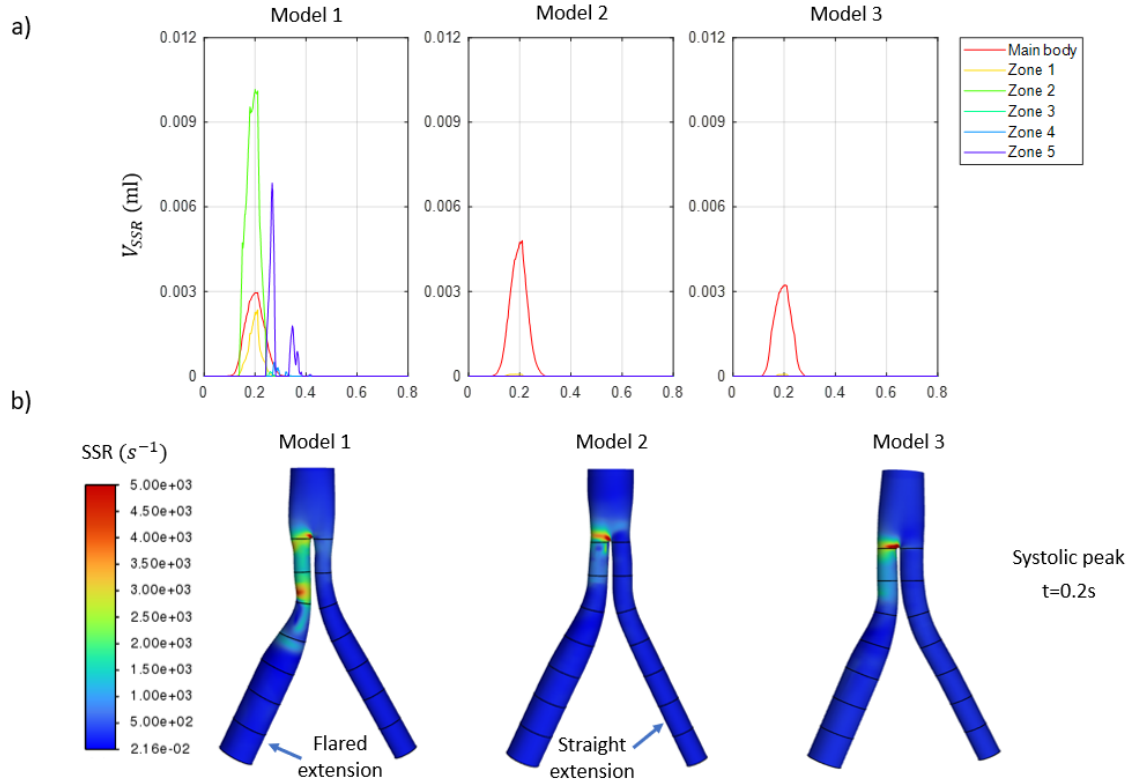 a)
Model 1
Model 2
Model 3
V_SSR (ml)
0.012
0.009
0.006
0.003
0
0 0.2 0.4 0.6 0.8
0.012
0.009
0.006
0.003
0
0 0.2 0.4 0.6 0.8
0.012
0.009
0.006
0.003
0
0 0.2 0.4 0.6 0.8
Main body
Zone 1
Zone 2
Zone 3
Zone 4
Zone 5
b)
SSR (s⁻¹)
5.00e+03
4.00e+03
3.50e+03
3.00e+03
2.50e+03
2.00e+03
1.50e+03
1.00e+03
5.00e+02
2.16e-02
Model 1
Model 2
Model 3
Flared
extension
Straight
extension
Systolic peak
t=0.2s